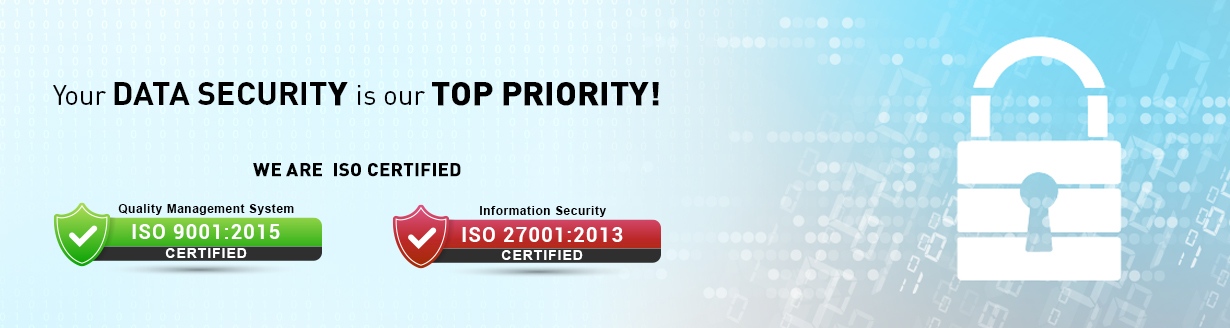 Your DATA SECURITY is our TOP PRIORITY!
WE ARE ISO CERTIFIED
Quality Management System
ISO 9001:2015
CERTIFIED
Information Security
ISO 27001:2013
CERTIFIED